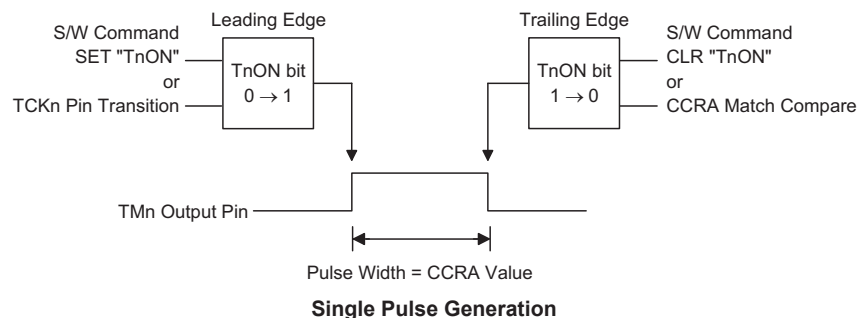 Leading Edge
S/W Command
SET "TnON"
or
TCKn Pin Transition
TnON bit
0 → 1
Trailing Edge
TnON bit
1 → 0
S/W Command
CLR "TnON"
or
CCRA Match Compare
TMn Output Pin
Pulse Width = CCRA Value
Single Pulse Generation